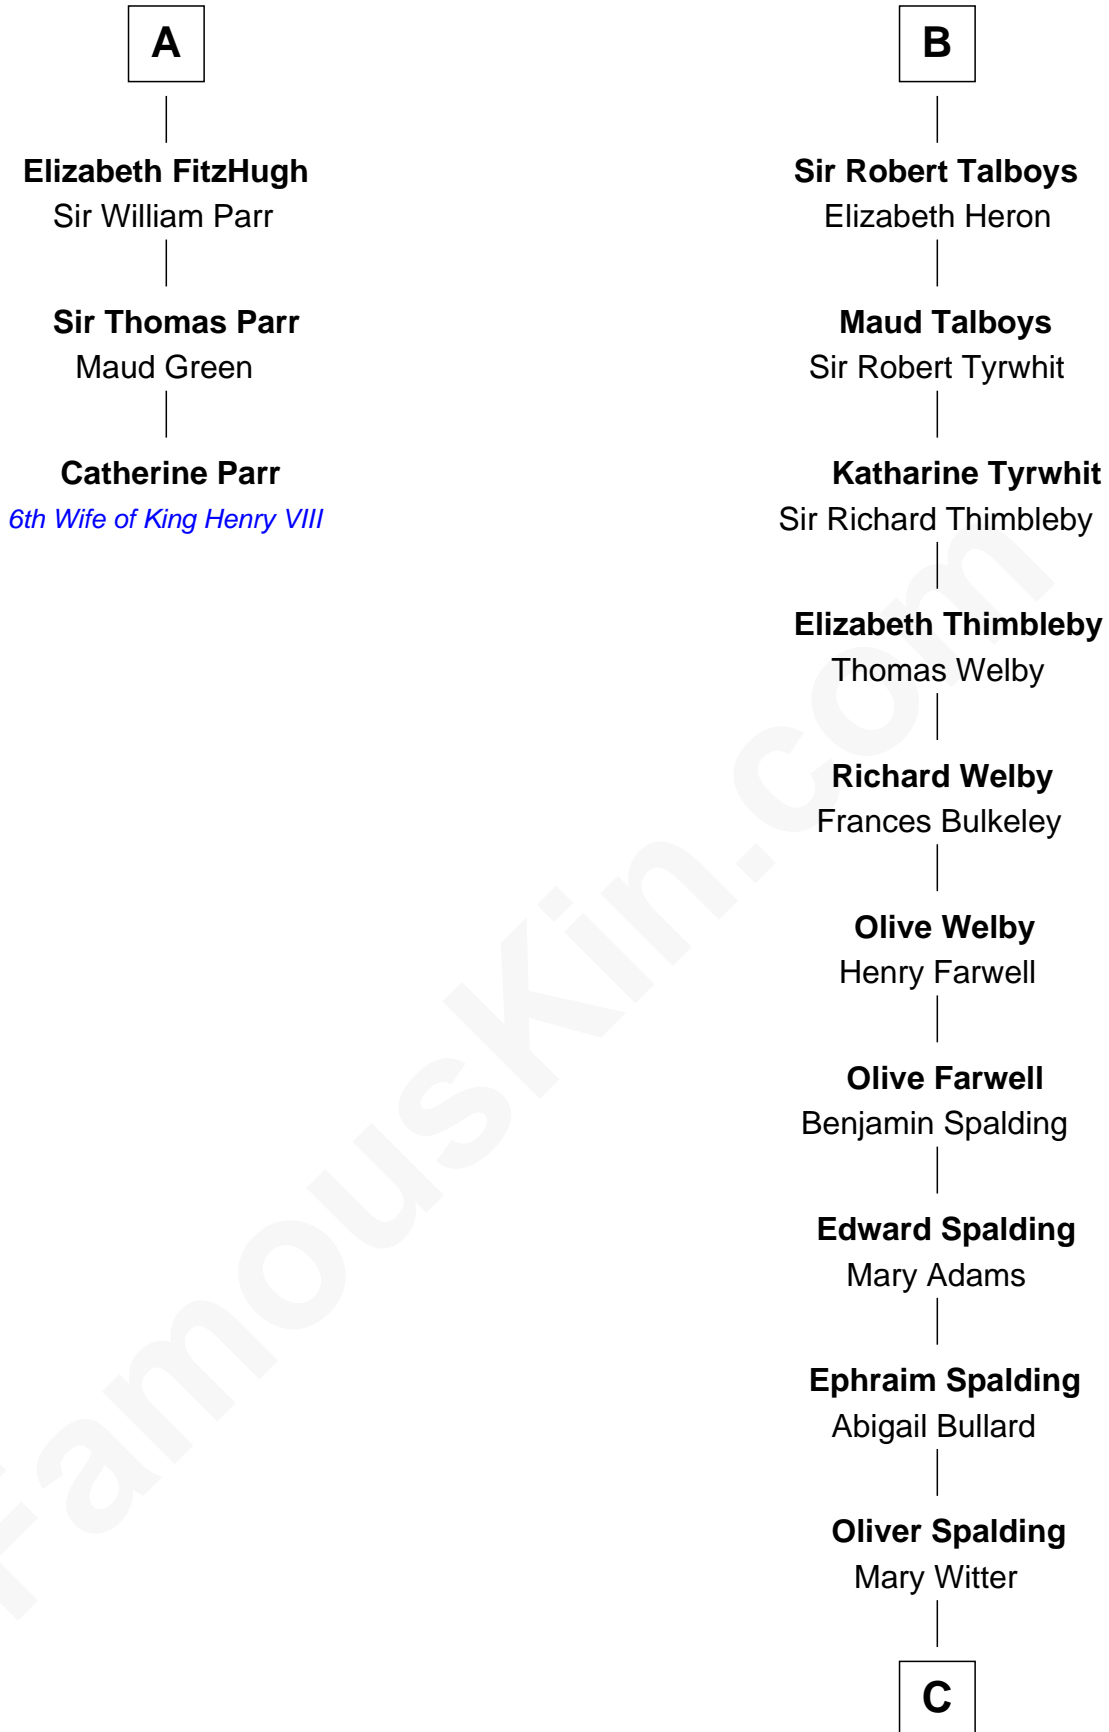 A
Elizabeth FitzHugh
Sir William Parr
Sir Thomas Parr
Maud Green
Catherine Parr
6th Wife of King Henry VIII
B
Sir Robert Talboys
Elizabeth Heron
Maud Talboys
Sir Robert Tyrwhit
Katharine Tyrwhit
Sir Richard Thimbleby
Elizabeth Thimbleby
Thomas Welby
Richard Welby
Frances Bulkeley
Olive Welby
Henry Farwell
Olive Farwell
Benjamin Spalding
Edward Spalding
Mary Adams
Ephraim Spalding
Abigail Bullard
Oliver Spalding
Mary Witter
C
FamousKin.com